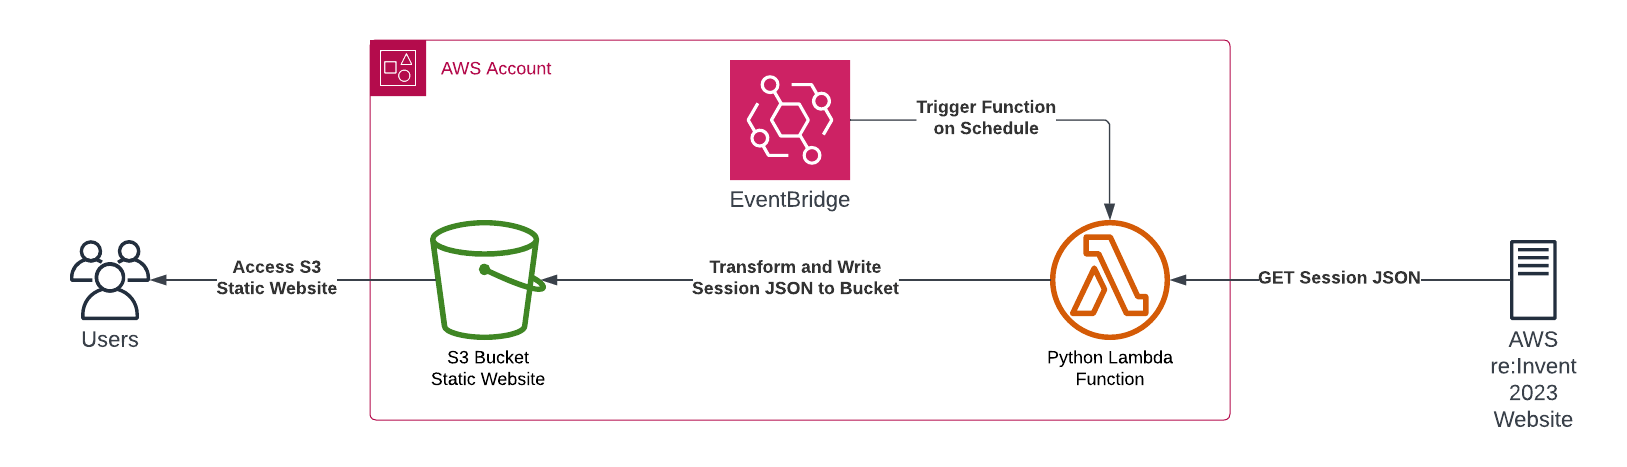 AWS Account
Trigger Function
on Schedule
EventBridge
Access S3
Static Website
Transform and Write
Session JSON to Bucket
GET Session JSON
Users
S3 Bucket
Static Website
Python Lambda
Function
AWS
re:Invent
2023
Website